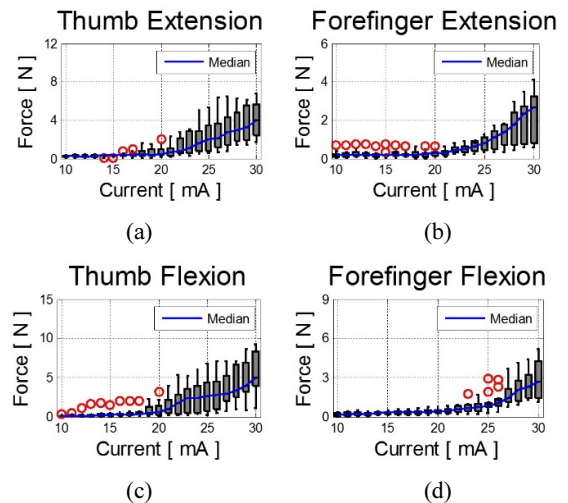 Thumb Extension
Forefinger Extension
Force [ N ]
12
8
4
0
Median
10
15
20
25
30
Current [ mA ]
(a)
Force [ N ]
6
4
2
0
Median
10
15
20
25
30
Current [ mA ]
(b)
Thumb Flexion
Forefinger Flexion
Force [ N ]
15
10
5
0
Median
10
15
20
25
30
Current [ mA ]
(c)
Force [ N ]
9
6
3
0
Median
10
15
20
25
30
Current [ mA ]
(d)